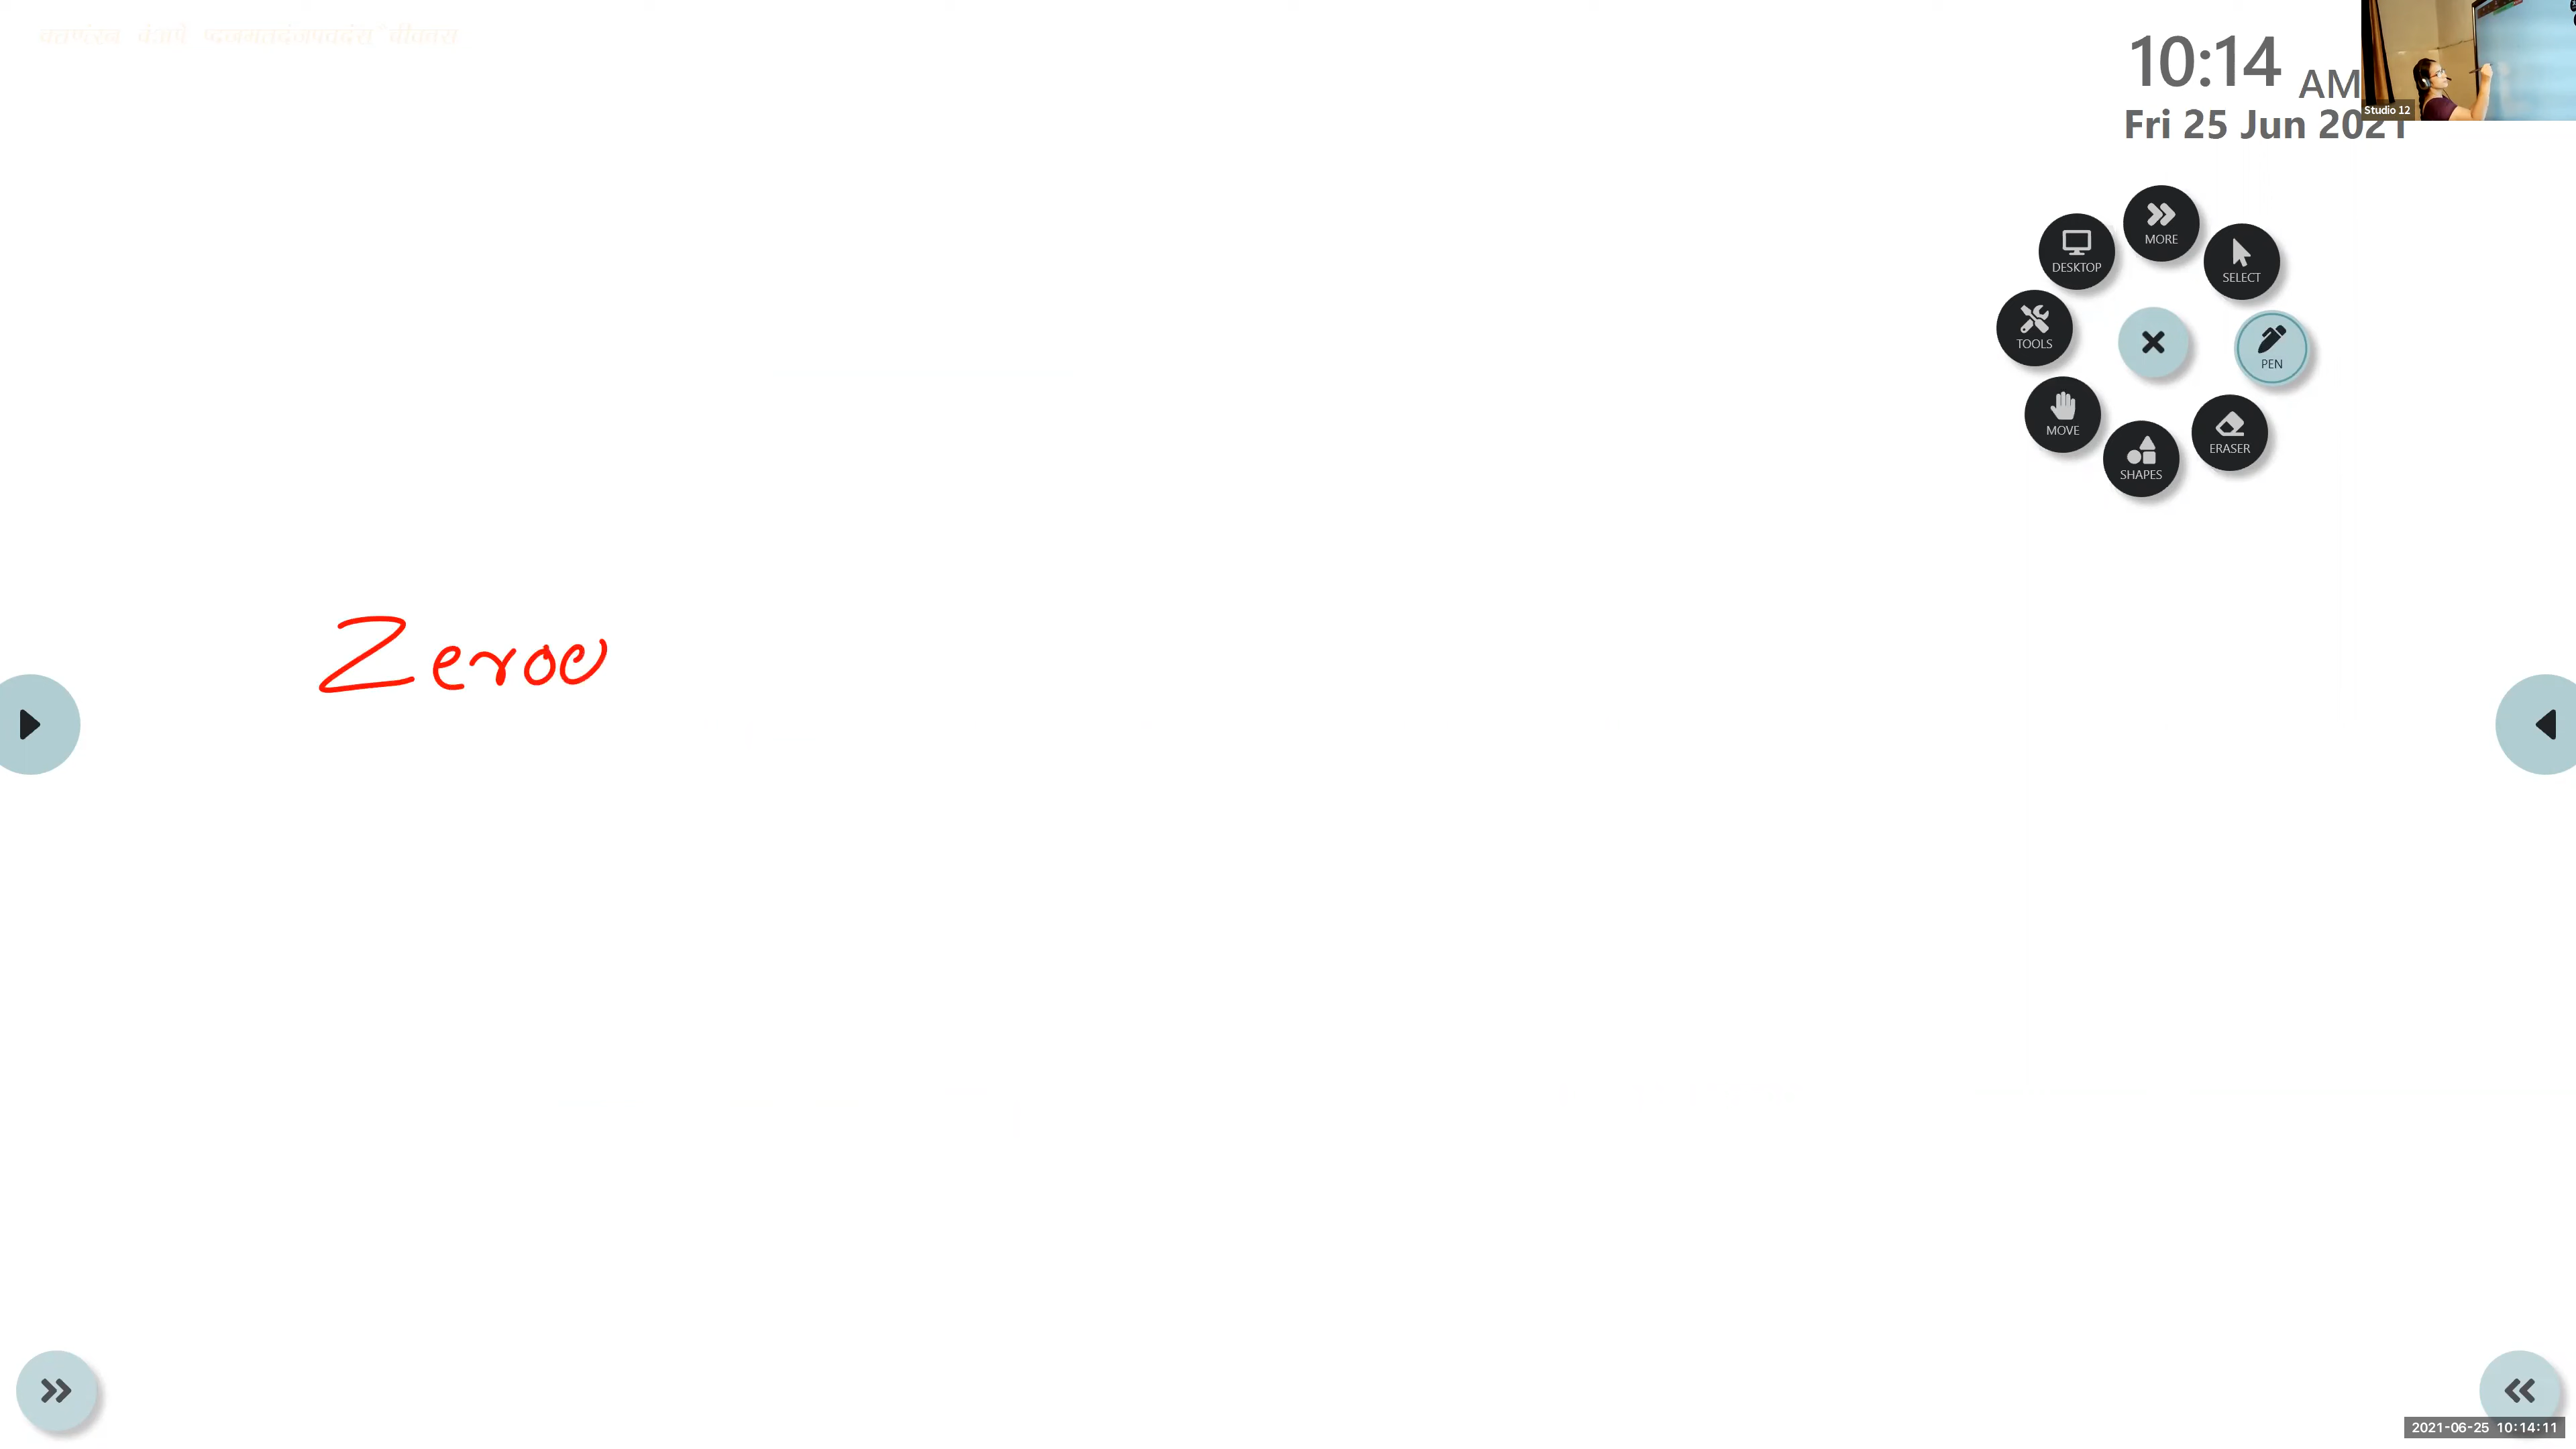 10:14 AM
Studio 12
Fri 25 Jun 2021
MORE
DESKTOP
SELECT
TOOLS
PEN
MOVE
ERASER
SHAPES
Zeroo
2021-06-25 10:14:11